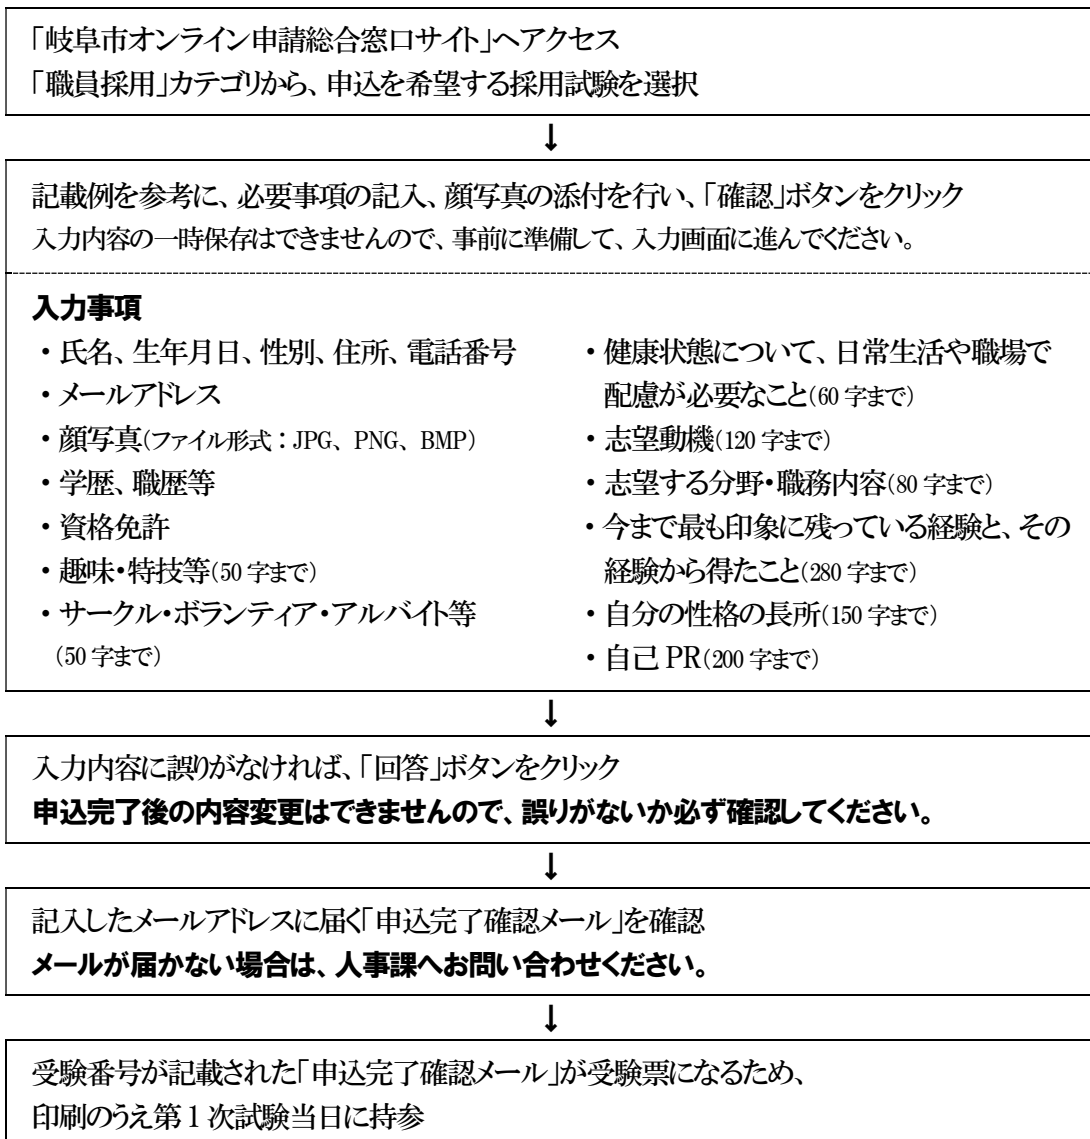 「岐阜市オンライン申請総合窓口サイト」へアクセス
「職員採用」カテゴリから、申込を希望する採用試験を選択
↓
記載例を参考に、必要事項の記入、顔写真の添付を行い、「確認」ボタンをクリック
入力内容の一時保存はできませんので、事前に準備して、入力画面に進んでください。
入力事項
・氏名、生年月日、性別、住所、電話番号
・メールアドレス
・顔写真(ファイル形式：JPG、PNG、BMP)
・学歴、職歴等
・資格免許
・趣味・特技等(50字まで)
・サークル・ボランティア・アルバイト等
(50字まで)
・健康状態について、日常生活や職場で
配慮が必要なこと(60字まで)
・志望動機(120字まで)
・志望する分野・職務内容(80字まで)
・今まで最も印象に残っている経験と、その
経験から得たこと(280字まで)
・自分の性格の長所(150字まで)
・自己PR(200字まで)
↓
入力内容に誤りがなければ、「回答」ボタンをクリック
申込完了後の内容変更はできませんので、誤りがないか必ず確認してください。
↓
記入したメールアドレスに届く「申込完了確認メール」を確認
メールが届かない場合は、人事課へお問い合わせください。
↓
受験番号が記載された「申込完了確認メール」が受験票になるため、
印刷のうえ第1次試験当日に持参